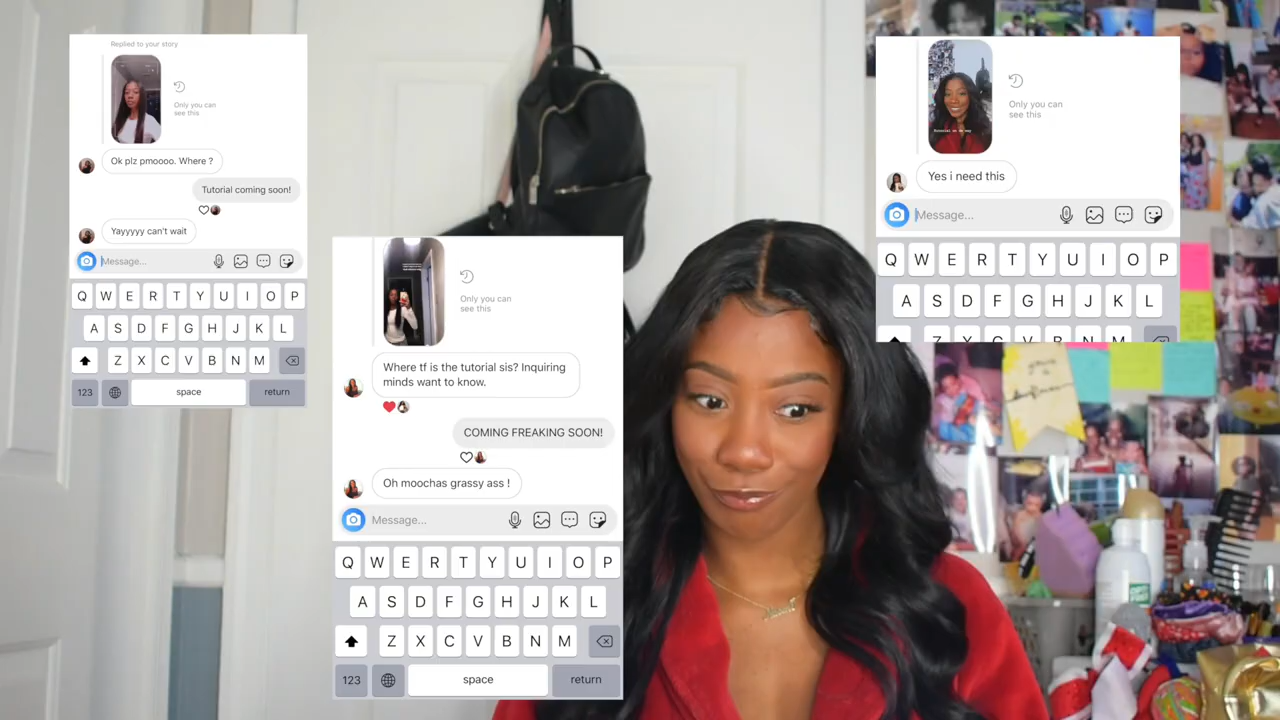 Replied to your story
Only you can
see this
Ok plz pmoooo. Where ?
Tutorial coming soon!
Yayyyyy can't wait
Message...
Q W E R T Y U I O P
A S D F G H J K L
Z X C V B N M
123 space return
Only you can
see this
Where tf is the tutorial sis? Inquiring
minds want to know.
COMING FREAKING SOON!
Oh moochas grassy ass !
Message...
Q W E R T Y U I O P
A S D F G H J K L
Z X C V B N M
123 space return
Only you can
see this
Yes i need this
Message...
Q W E R T Y U I O P
A S D F G H J K L
Z X C V B N M